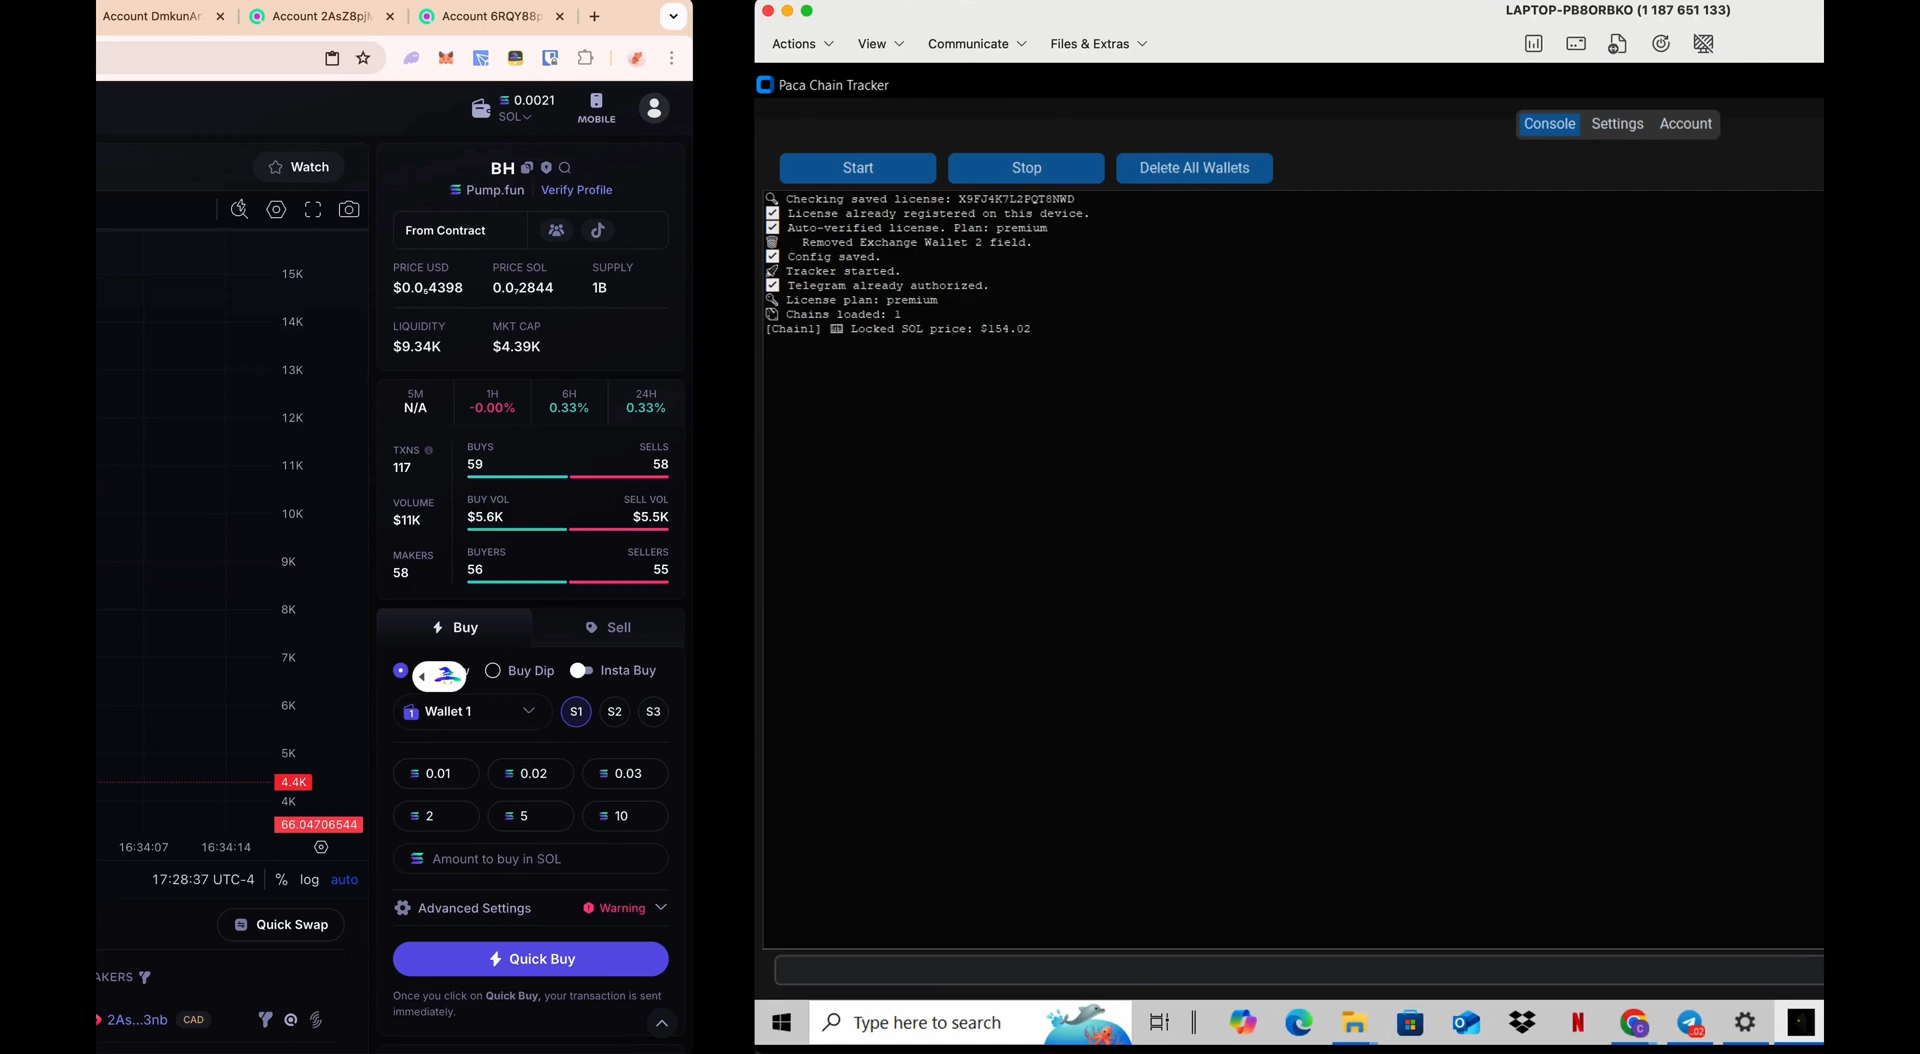 Account DmkunAr
Account 2AsZ8pjM
Account 6RQY88p
0.0021
SOL
MOBILE
Watch
BH
Pump.fun
Verify Profile
From Contract
PRICE USD
PRICE SOL
SUPPLY
$0.0₅4398
0.0₇2844
1B
LIQUIDITY
MKT CAP
$9.34K
$4.39K
5M
1H
6H
24H
N/A
-0.00%
0.33%
0.33%
TXNS
117
BUYS
SELLS
59
58
VOLUME
$11K
BUY VOL
SELL VOL
$5.6K
$5.5K
MAKERS
58
BUYERS
SELLERS
56
55
15K
14K
13K
12K
11K
10K
9K
8K
7K
6K
5K
4.4K
4K
66.04706544
16:34:07
16:34:14
17:28:37 UTC-4
%
log
auto
Quick Swap
AKERS
2As...3nb
CAD
Buy
Sell
Buy Dip
Insta Buy
1
Wallet 1
S1
S2
S3
0.01
0.02
0.03
2
5
10
Amount to buy in SOL
Advanced Settings
Warning
Quick Buy
Once you click on Quick Buy, your transaction is sent
immediately.
LAPTOP-PB8ORBKO (1 187 651 133)
Actions
View
Communicate
Files & Extras
Paca Chain Tracker
Console
Settings
Account
Start
Stop
Delete All Wallets
Checking saved license: X9FJ4K7L2PQT8NWD
License already registered on this device.
Auto-verified license. Plan: premium
Removed Exchange Wallet 2 field.
Config saved.
Tracker started.
Telegram already authorized.
License plan: premium
Chains loaded: 1
[Chain1] Locked SOL price: $154.02
Type here to search